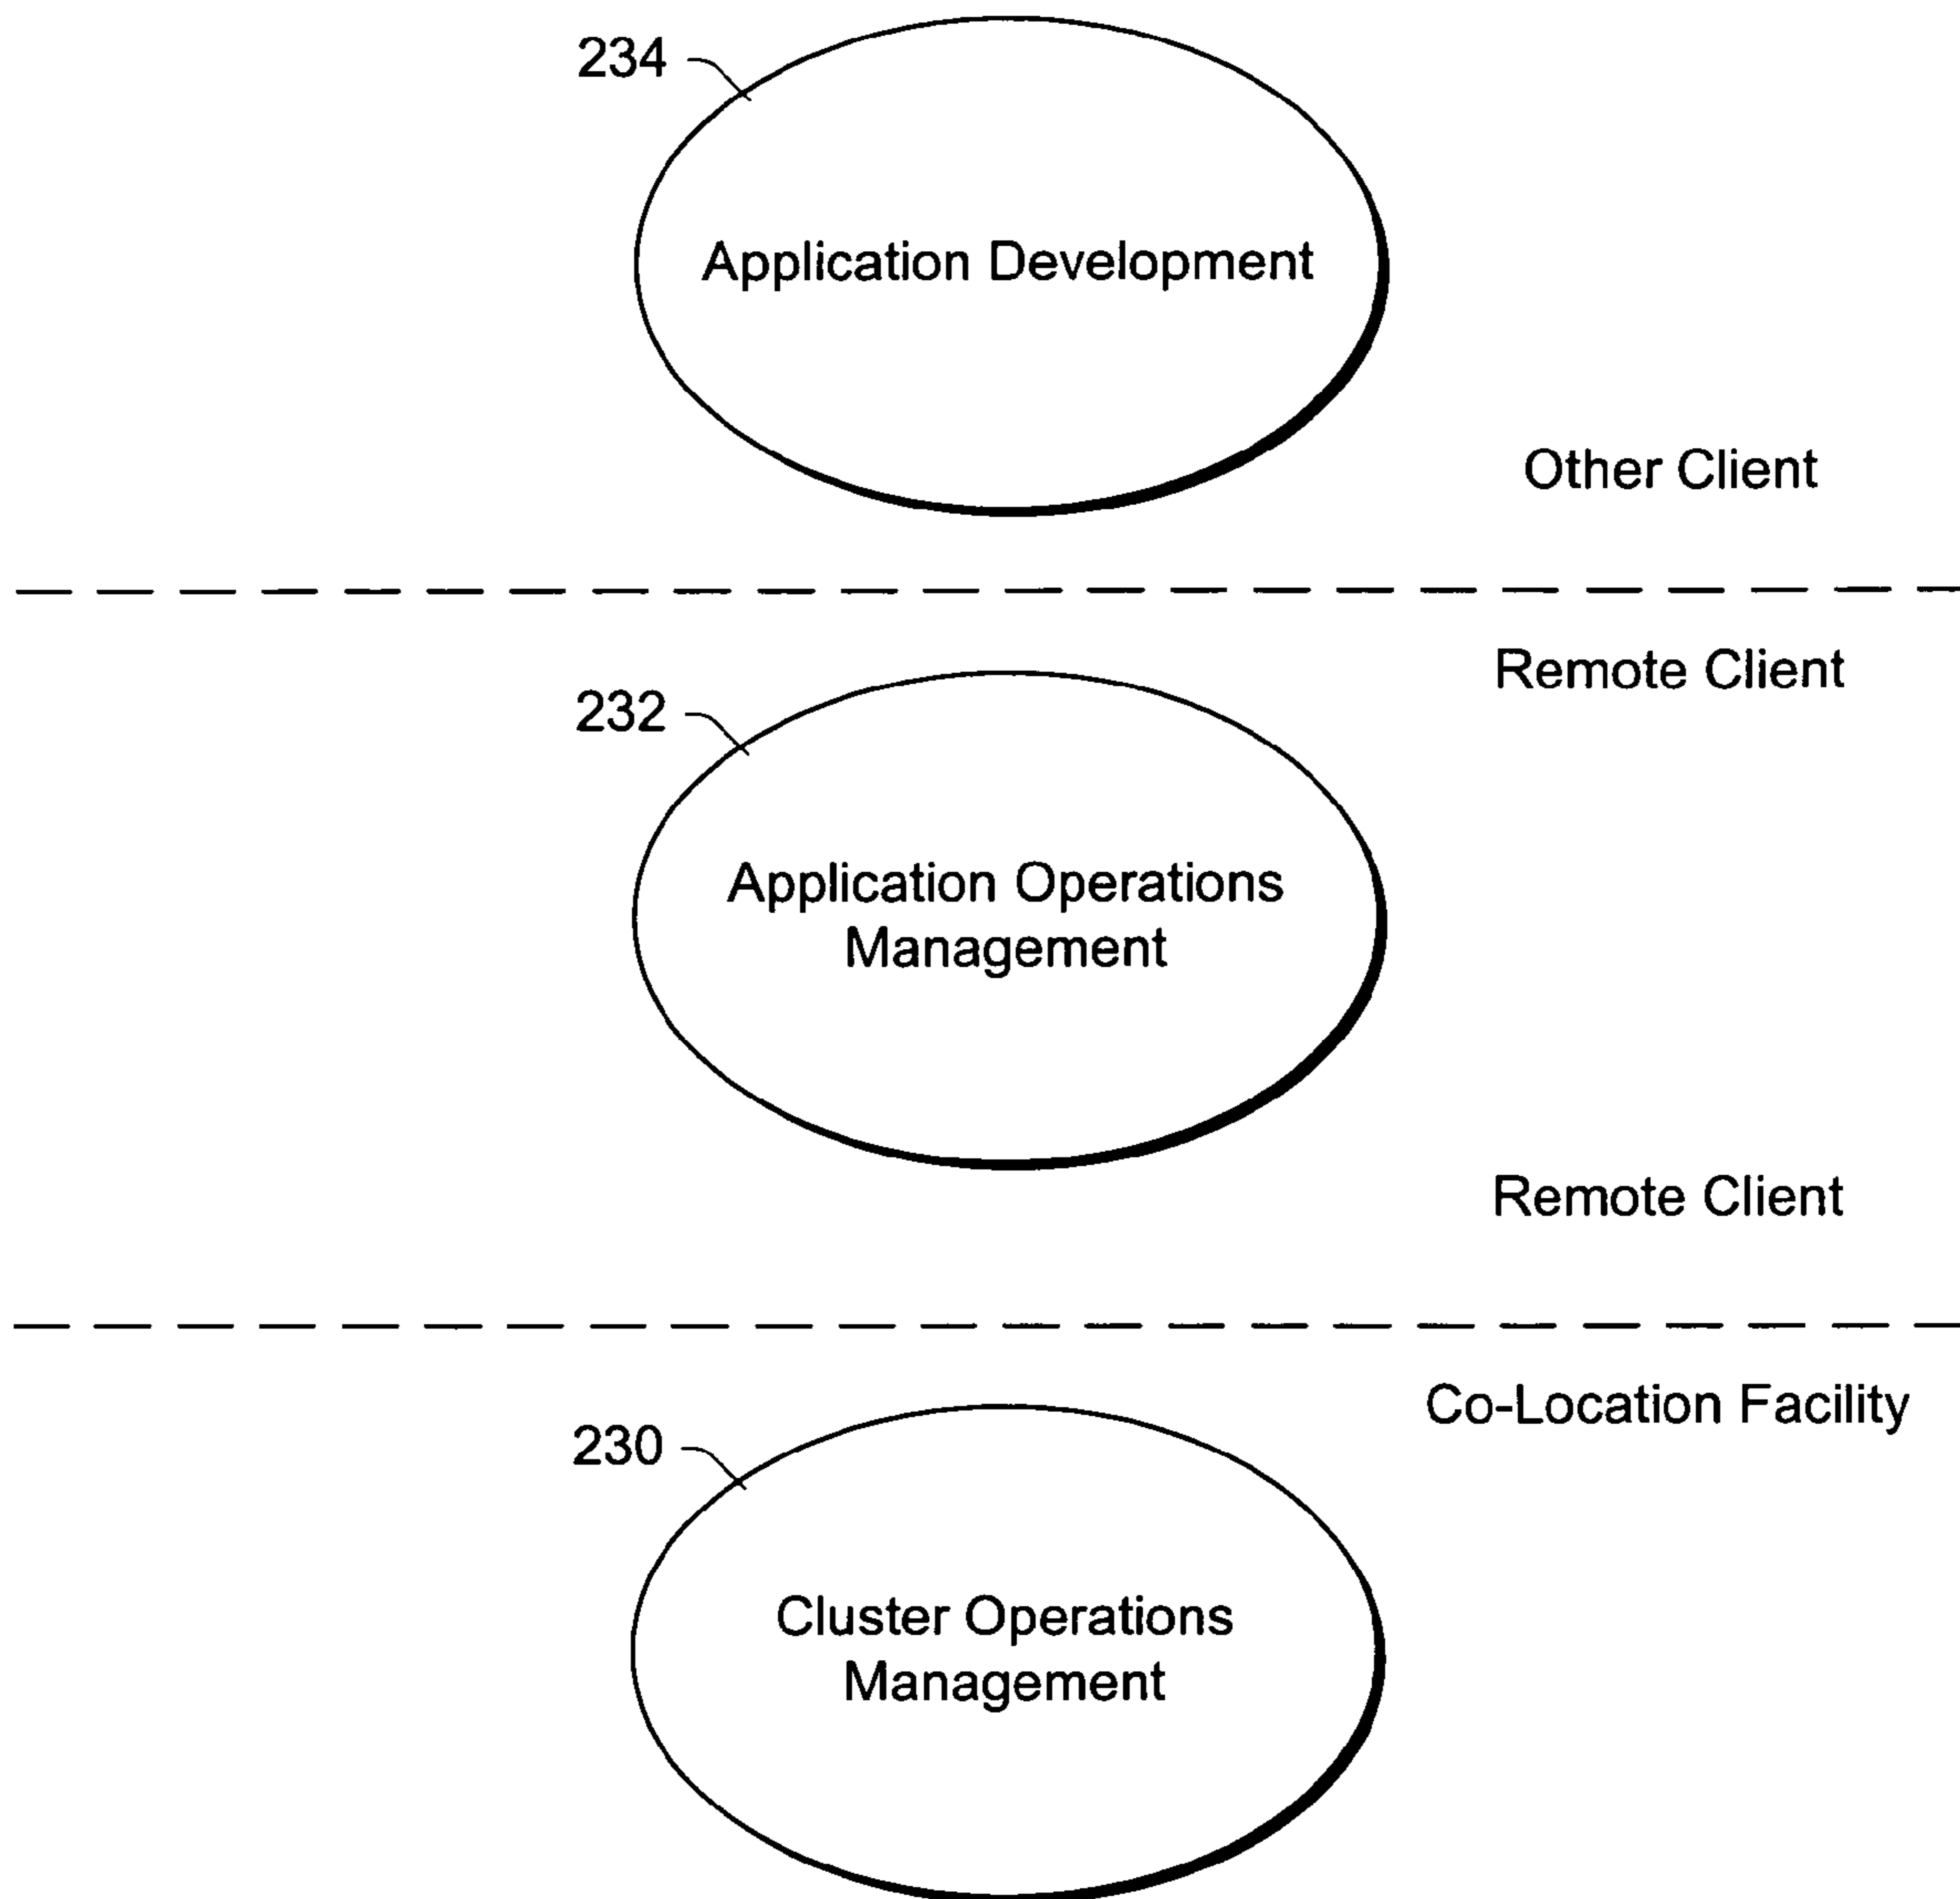 234
Application Development
Other Client
Remote Client
232
Application Operations
Management
Remote Client
Co-Location Facility
230
Cluster Operations
Management